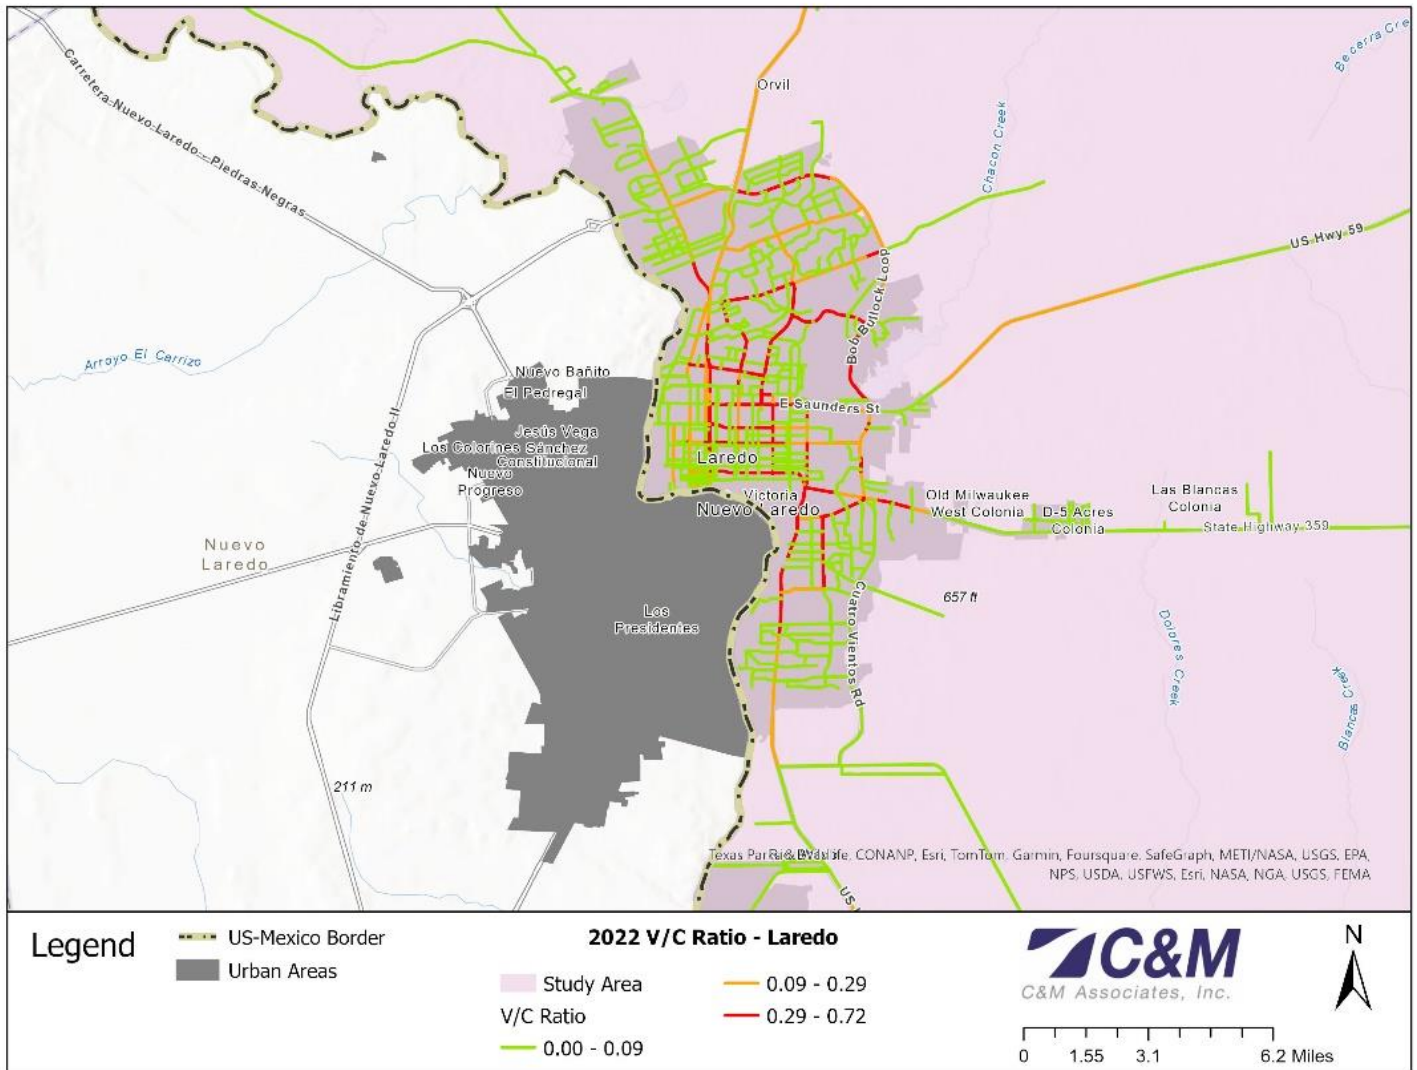 Becerra Cre
Orvil
Carretera-Nuevo-Laredo--Piedras-Negras
Chacon Creek
US Hwy 59
Bob Bullock Loop
Arroyo El Carrizo
Nuevo Bañito
El Pedregal
E Saunders St
Jesús Vega
Los Colorines Sánchez
Constitucional
Laredo
Nuevo
Progreso
Victoria
Nuevo Laredo
Old Milwaukee
West Colonia
D-5 Acres
Colonia
Las Blancas
Colonia
State Highway 359
Nuevo
Laredo
Libramiento-de-Nuevo-Laredo-II
657 ft
Los
Presidentes
Cuatro Vientos Rd
Dolores Creek
Blancas Creek
211 m
Texas Parks & Wildlife, CONANP, Esri, TomTom, Garmin, Foursquare, SafeGraph, METI/NASA, USGS, EPA,
NPS, USDA, USFWS, Esri, NASA, NGA, USGS, FEMA
US
Legend
US-Mexico Border
Urban Areas
2022 V/C Ratio - Laredo
Study Area
V/C Ratio
0.00 - 0.09
0.09 - 0.29
0.29 - 0.72
C&M
C&M Associates, Inc.
N
0 1.55 3.1 6.2 Miles